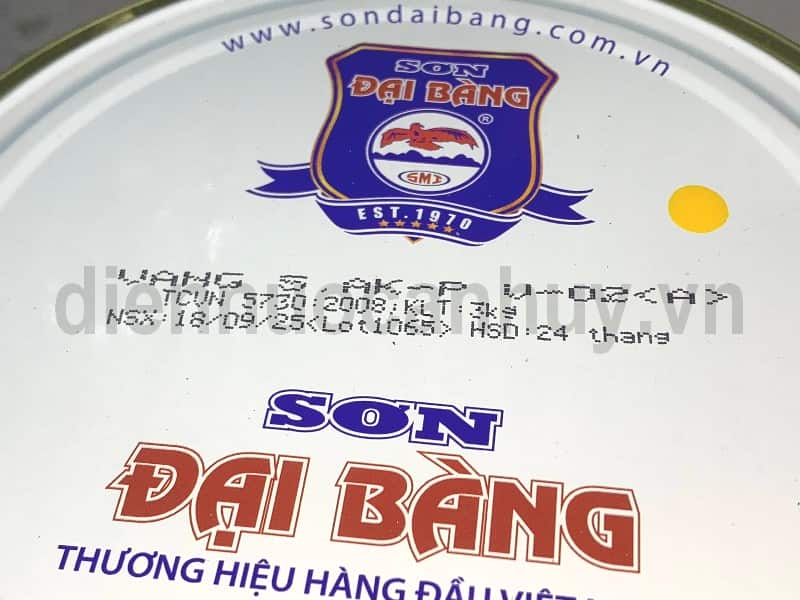 www.sondaibang.com.vn
SƠN
ĐẠI BÀNG
®
SMI
EST.1970
VANG S AK-P V-02<A>
TCVN 5730:2008;KLT:3kg
NSX:18/09/25<Lot1065> HSD:24 thang
diennuocanhuy.vn
SƠN
ĐẠI BÀNG
THƯƠNG HIỆU HÀNG ĐẦU VIỆT